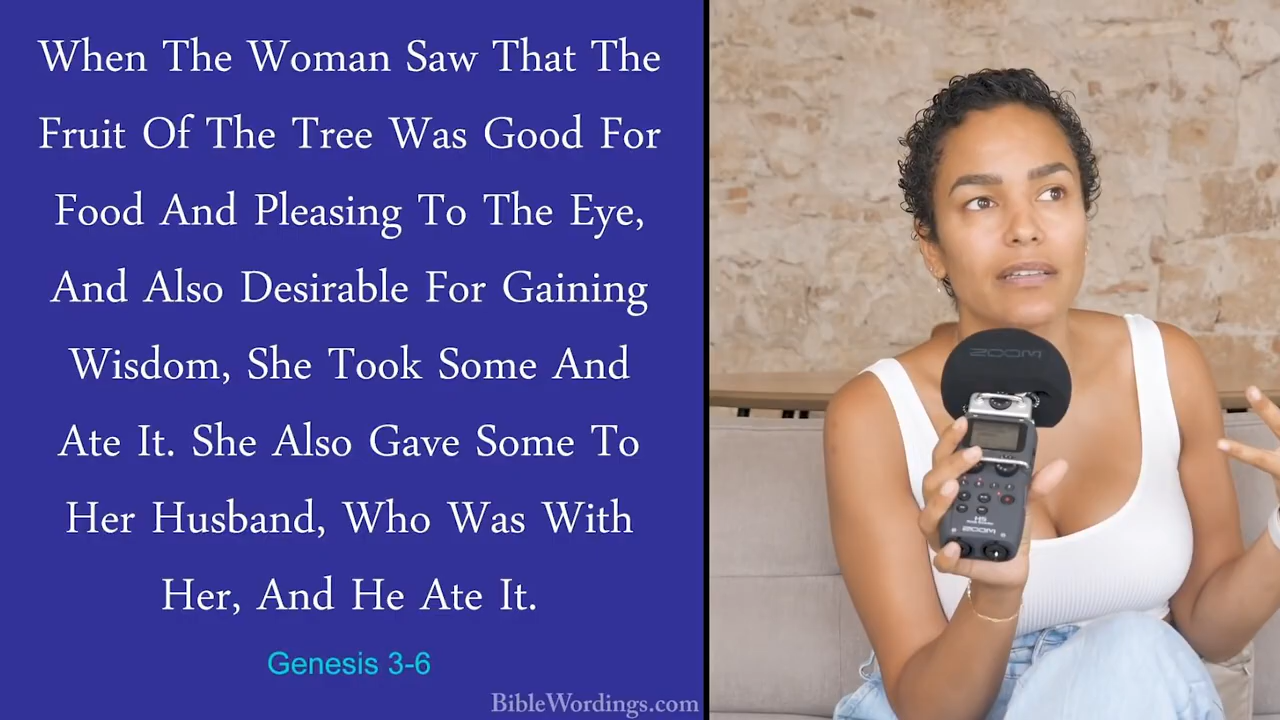 When The Woman Saw That The
Fruit Of The Tree Was Good For
Food And Pleasing To The Eye,
And Also Desirable For Gaining
Wisdom, She Took Some And
Ate It. She Also Gave Some To
Her Husband, Who Was With
Her, And He Ate It.
Genesis 3-6
BibleWordings.com
ZOOM
H5
ZOOM